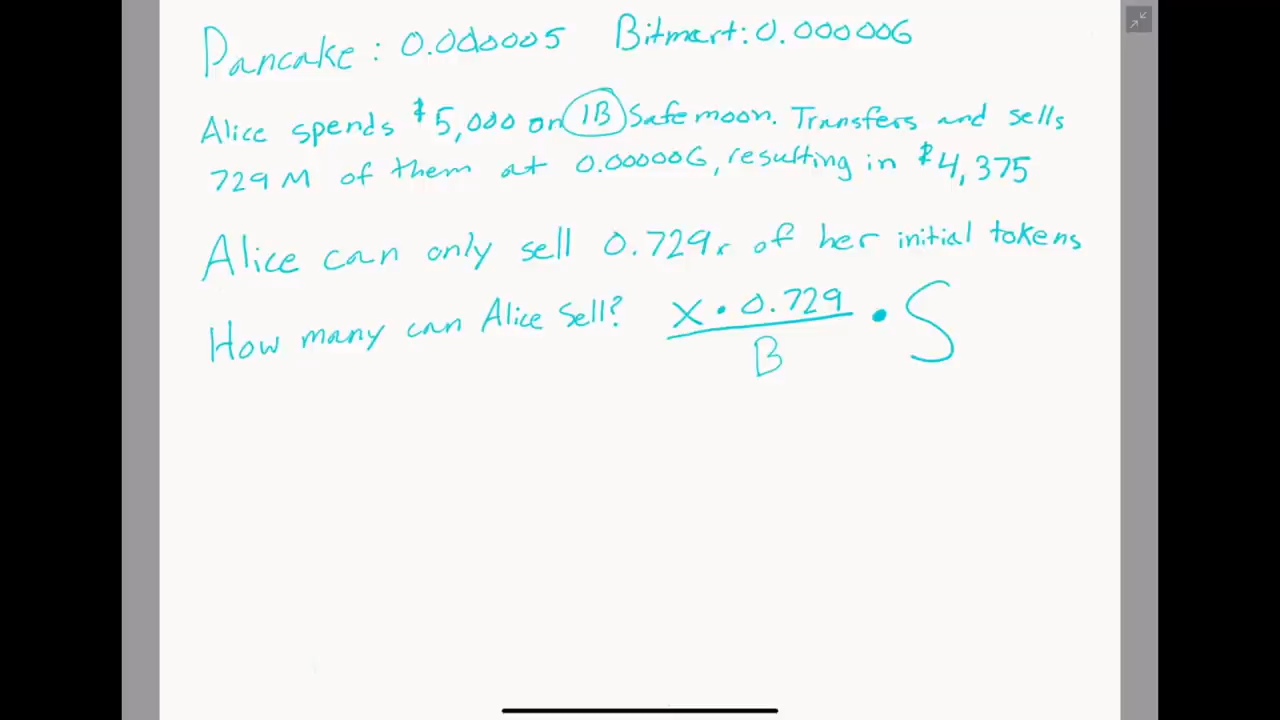 Pancake: 0.000005 Bitmart: 0.000006
Alice spends $5,000 on 1B Safemoon. Transfers and sells
729 M of them at 0.000006, resulting in $4,375
Alice can only sell 0.729x of her initial tokens
How many can Alice Sell? X · 0.729 / B · S